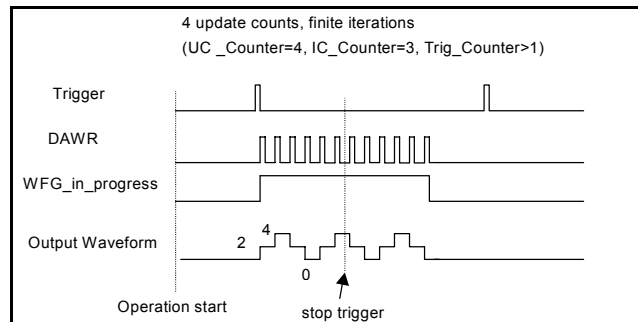 4 update counts, finite iterations
(UC _Counter=4, IC_Counter=3, Trig_Counter>1)
Trigger
DAWR
WFG_in_progress
4
2
Output Waveform
0
Operation start
stop trigger